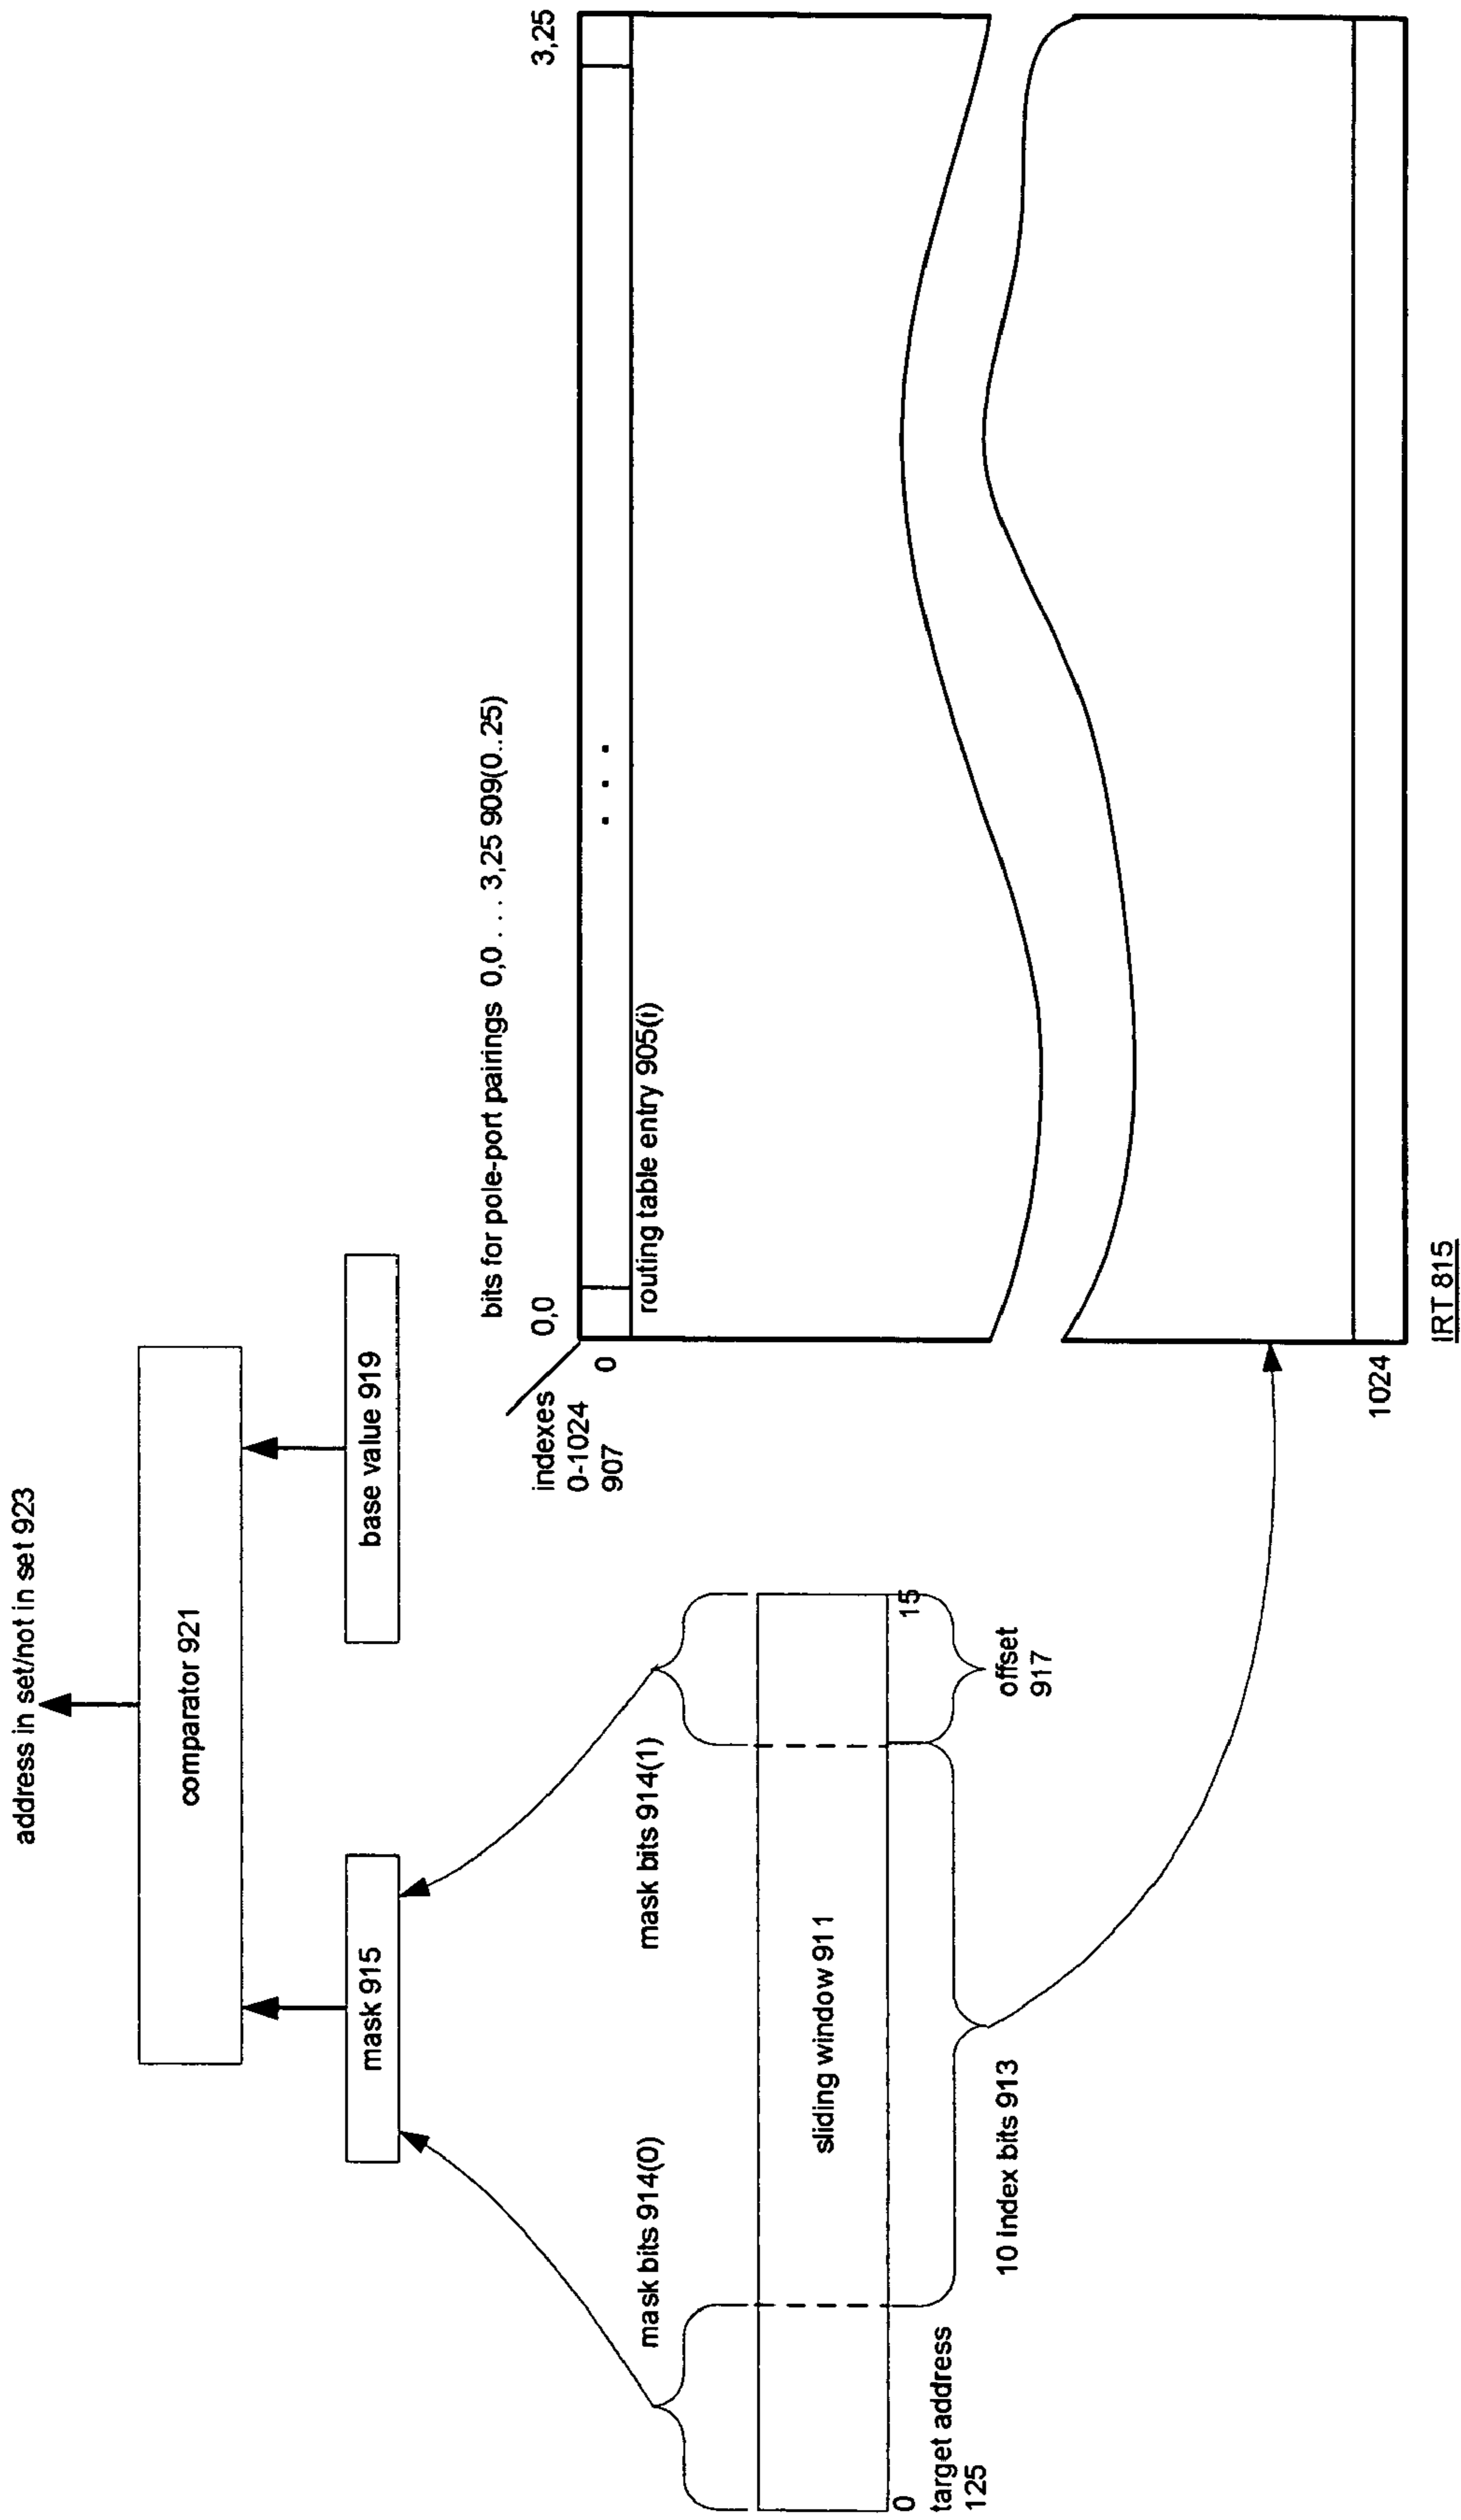 address in set/not in set 923
comparator 921
mask 915
base value 919
mask bits 914(0)
mask bits 914(1)
sliding window 911
0
15
target address
125
10 index bits 913
offset
917
bits for pole-port pairings 0,0 . . . 3,25 909(0..25)
0,0
3,25
indexes
0-1024
907
0
. . .
routing table entry 905(i)
1024
IRT 815